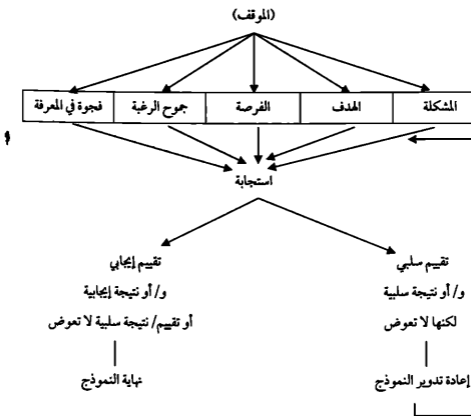 (الموقف)
المشكلة الهدف الفرصة جموح الرغبة فجوة في المعرفة
استجابة
تقييم سلبي
و/ أو نتيجة سلبية
لكنها لا تعوض
إعادة تدوير النموذج
تقييم إيجابي
و/ أو نتيجة إيجابية
أو تقييم/ نتيجة سلبية لا تعوض
نهاية النموذج